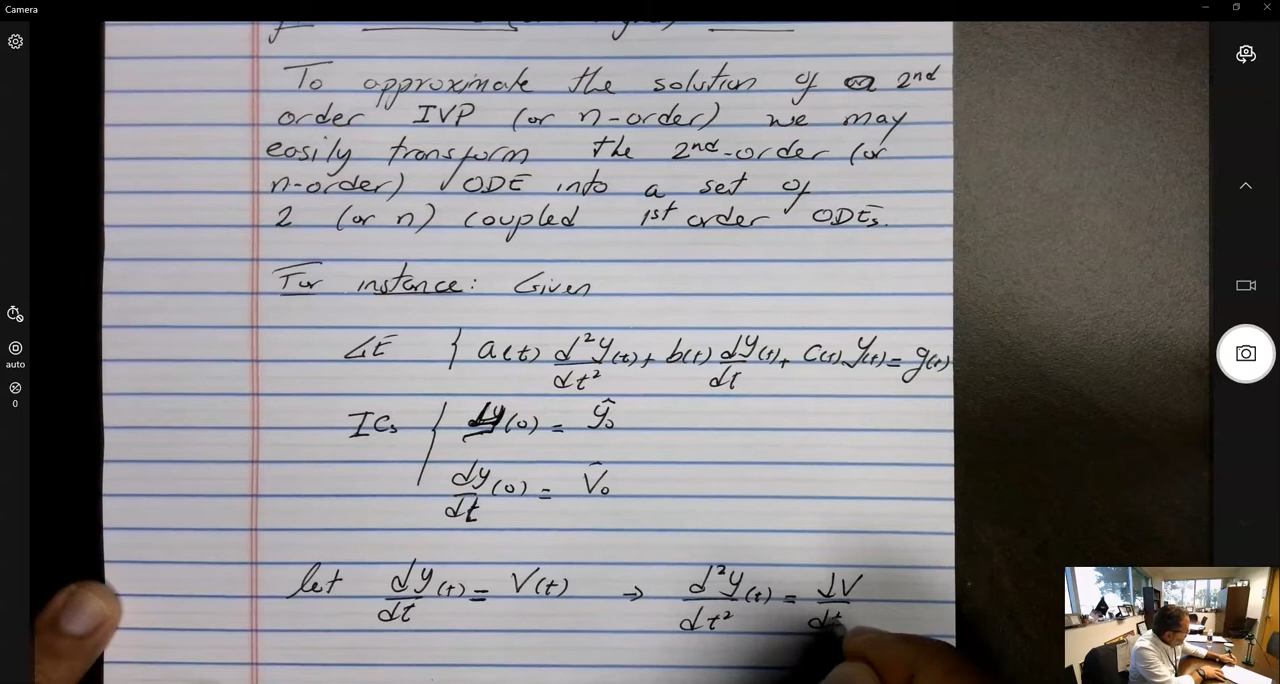 Camera
To approximate the solution of a 2nd
order IVP (or n-order) we may
easily transform the 2nd-order (or
n-order) ODE into a set of
2 (or n) coupled 1st order ODEs.
For instance: Given
GE { a(t) d²y(t)/dt² + b(t) dy(t)/dt + c(t) y(t) = g(t)
ICs { y(0) = ŷ₀
dy/dt (0) = V̂₀
let dy/dt (t) = V(t) → d²y/dt² (t) = dV/dt
auto
0